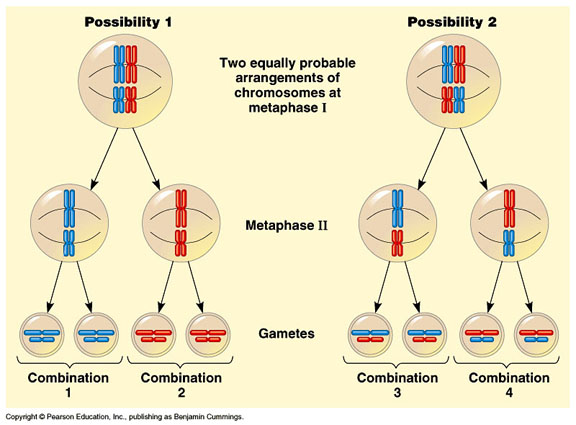 Possibility 1
Possibility 2
Two equally probable
arrangements of
chromosomes at
metaphase I
Metaphase II
Gametes
Combination
1
Combination
2
Combination
3
Combination
4
Copyright © Pearson Education, Inc., publishing as Benjamin Cummings.